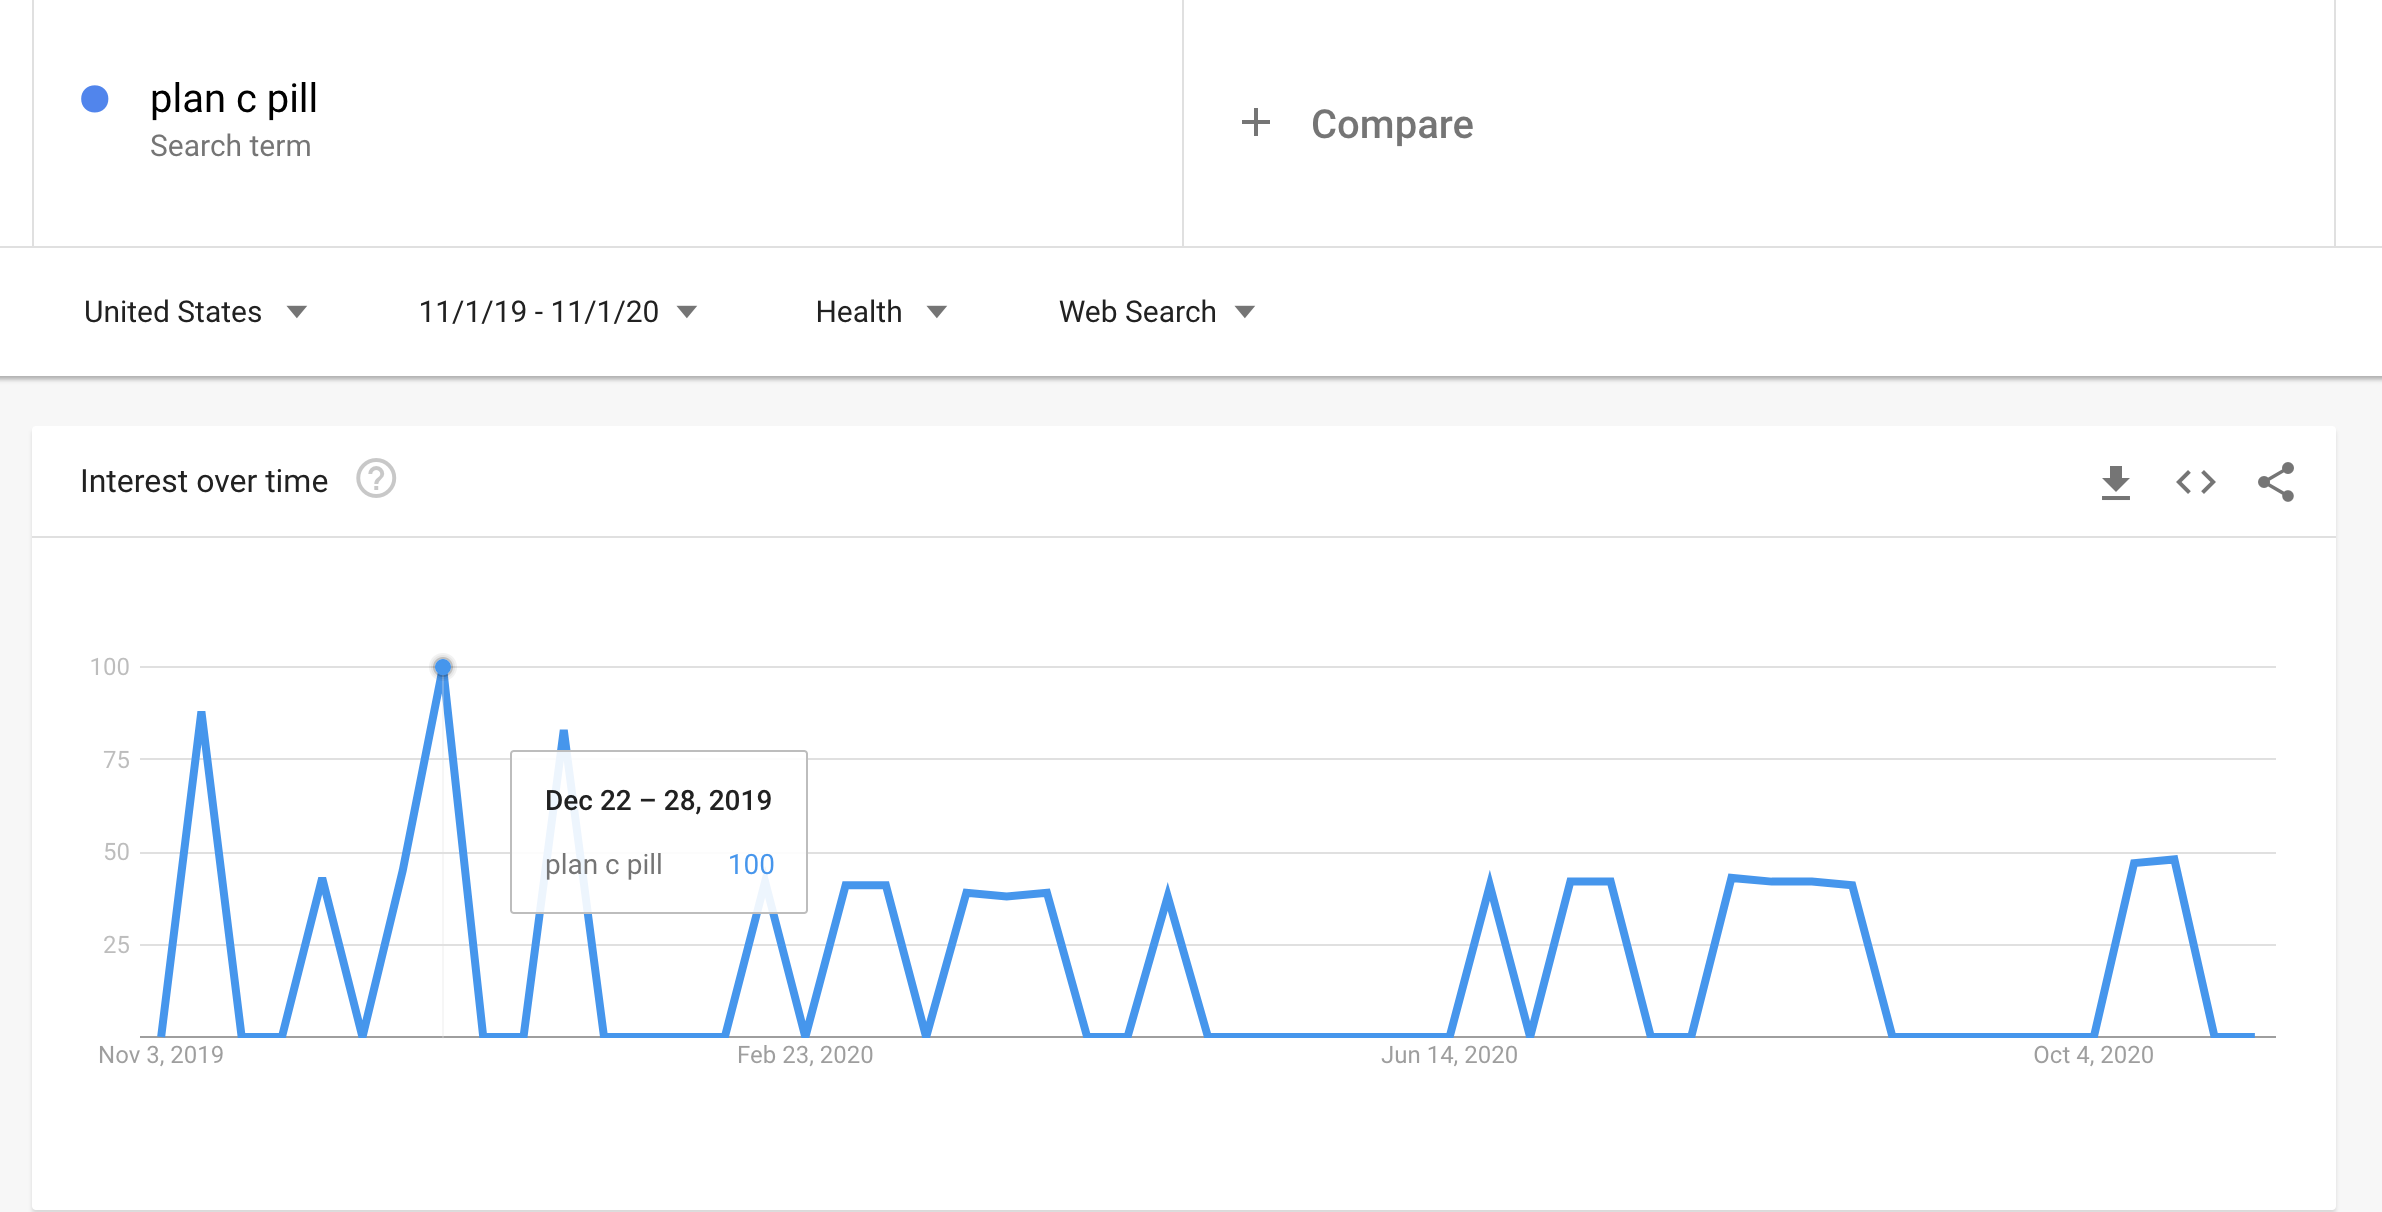 plan c pill
Search term
+ Compare
United States
11/1/19 - 11/1/20
Health
Web Search
Interest over time ?
100
75
50
25
Dec 22 – 28, 2019
plan c pill 100
Nov 3, 2019
Feb 23, 2020
Jun 14, 2020
Oct 4, 2020